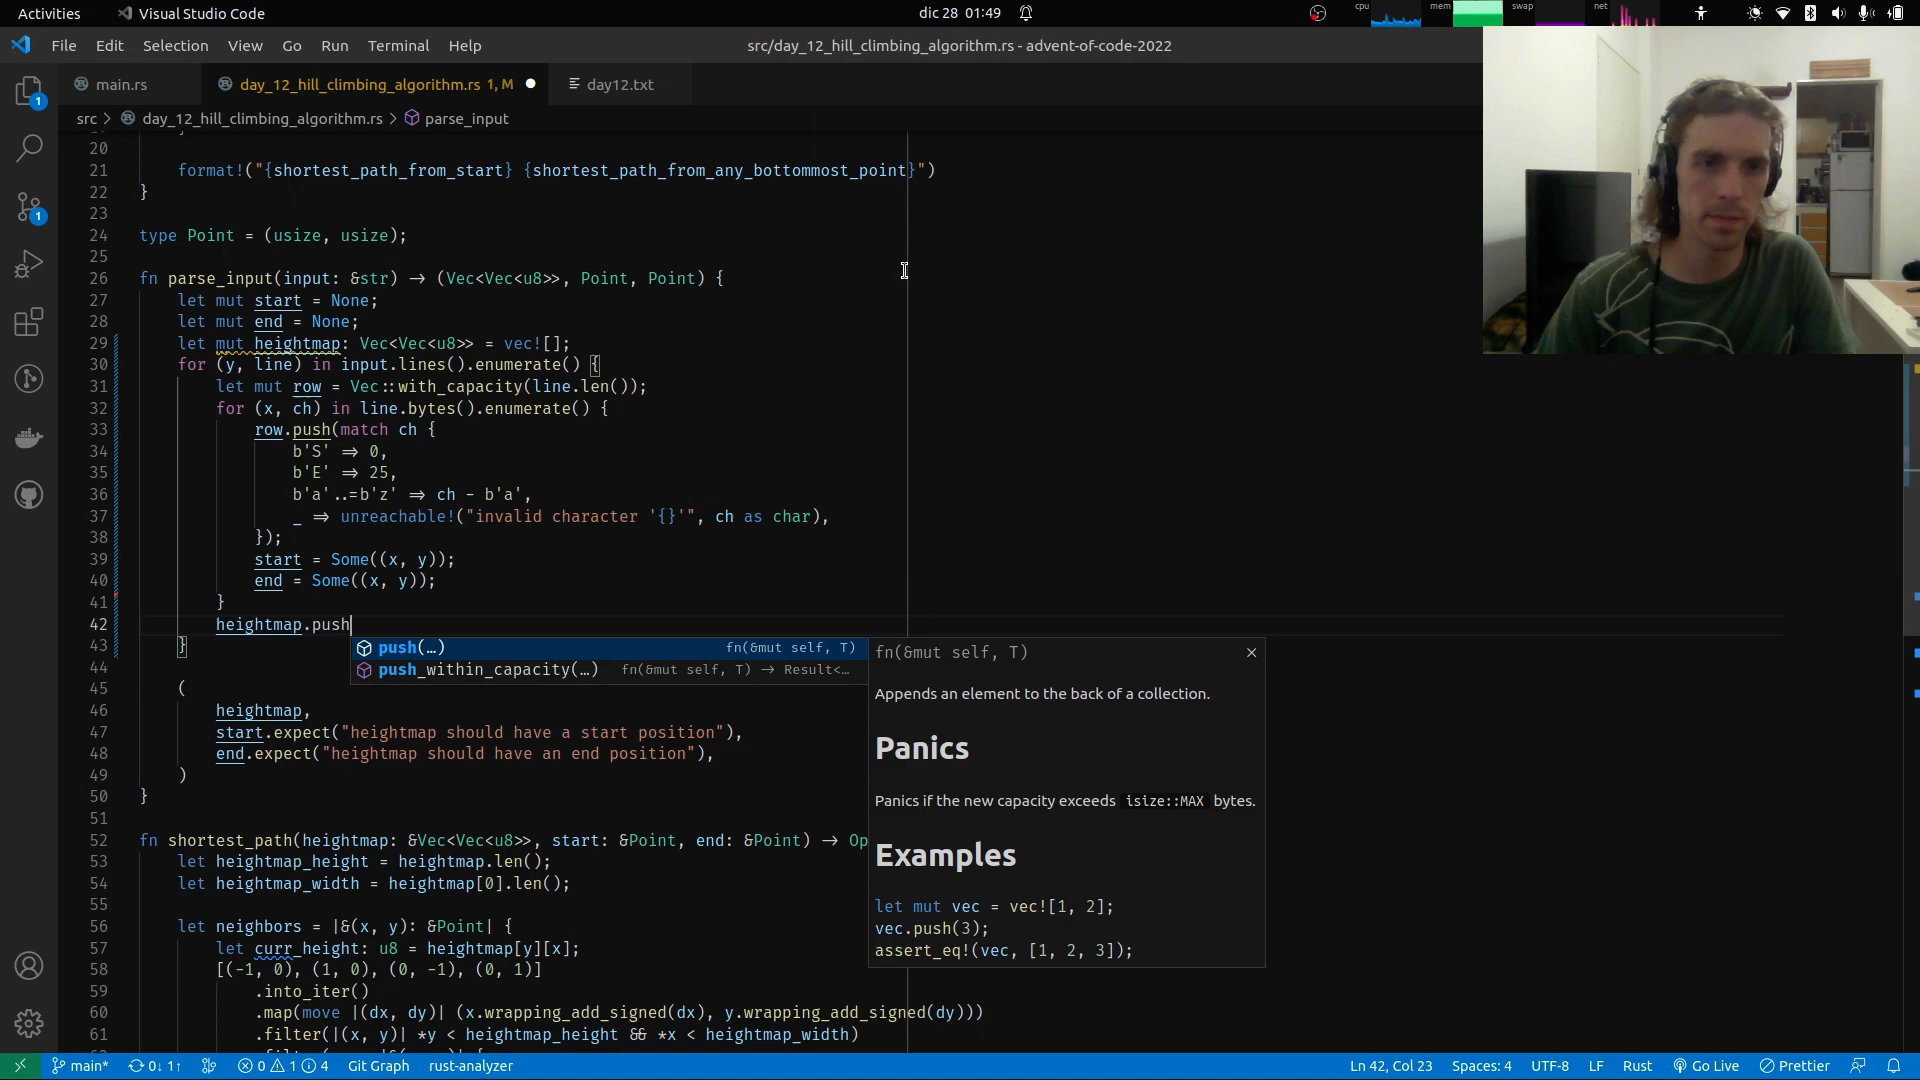 Activities
Visual Studio Code
dic 28 01:49
cpu
mem
swap
net
File Edit Selection View Go Run Terminal Help
src/day_12_hill_climbing_algorithm.rs - advent-of-code-2022
main.rs
day_12_hill_climbing_algorithm.rs 1, M
day12.txt
src > day_12_hill_climbing_algorithm.rs > parse_input
1
1
20
21 format!("{shortest_path_from_start} {shortest_path_from_any_bottommost_point}")
22 }
23
24 type Point = (usize, usize);
25
26 fn parse_input(input: &str) -> (Vec<Vec<u8>>, Point, Point) {
27 let mut start = None;
28 let mut end = None;
29 let mut heightmap: Vec<Vec<u8>> = vec![];
30 for (y, line) in input.lines().enumerate() {
31 let mut row = Vec::with_capacity(line.len());
32 for (x, ch) in line.bytes().enumerate() {
33 row.push(match ch {
34 b'S' => 0,
35 b'E' => 25,
36 b'a'..=b'z' => ch - b'a',
37 _ => unreachable!("invalid character '{}'", ch as char),
38 });
39 start = Some((x, y));
40 end = Some((x, y));
41 }
42 heightmap.push
43 }
44
45 (
46 heightmap,
47 start.expect("heightmap should have a start position"),
48 end.expect("heightmap should have an end position"),
49 )
50 }
51
52 fn shortest_path(heightmap: &Vec<Vec<u8>>, start: &Point, end: &Point) -> Op
53 let heightmap_height = heightmap.len();
54 let heightmap_width = heightmap[0].len();
55
56 let neighbors = |&(x, y): &Point| {
57 let curr_height: u8 = heightmap[y][x];
58 [(-1, 0), (1, 0), (0, -1), (0, 1)]
59 .into_iter()
60 .map(move |(dx, dy)| (x.wrapping_add_signed(dx), y.wrapping_add_signed(dy)))
61 .filter(|(x, y)| *y < heightmap_height && *x < heightmap_width)
push(…) fn(&mut self, T)
push_within_capacity(…) fn(&mut self, T) -> Result<…
fn(&mut self, T)
Appends an element to the back of a collection.
Panics
Panics if the new capacity exceeds isize::MAX bytes.
Examples
let mut vec = vec![1, 2];
vec.push(3);
assert_eq!(vec, [1, 2, 3]);
main* 0↓ 1↑ 0 1 4 Git Graph rust-analyzer
Ln 42, Col 23 Spaces: 4 UTF-8 LF Rust Go Live Prettier